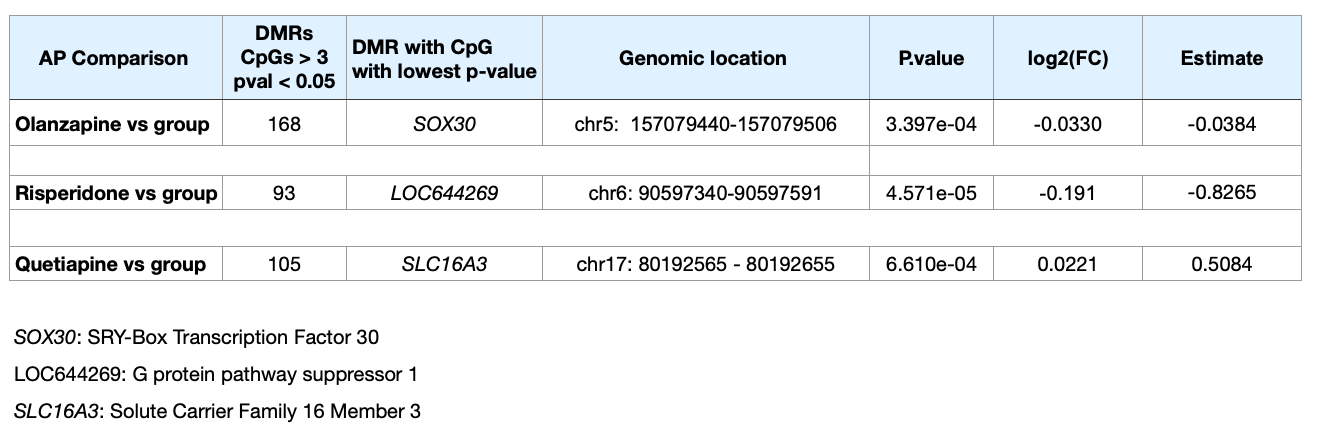 AP Comparison | DMRs CpGs > 3 pval < 0.05 | DMR with CpG with lowest p-value | Genomic location | P.value | log2(FC) | Estimate
Olanzapine vs group | 168 | SOX30 | chr5:  157079440-157079506 | 3.397e-04 | -0.0330 | -0.0384
Risperidone vs group | 93 | LOC644269 | chr6: 90597340-90597591 | 4.571e-05 | -0.191 | -0.8265
Quetiapine vs group | 105 | SLC16A3 | chr17: 80192565 - 80192655 | 6.610e-04 | 0.0221 | 0.5084
SOX30: SRY-Box Transcription Factor 30
LOC644269: G protein pathway suppressor 1
SLC16A3: Solute Carrier Family 16 Member 3